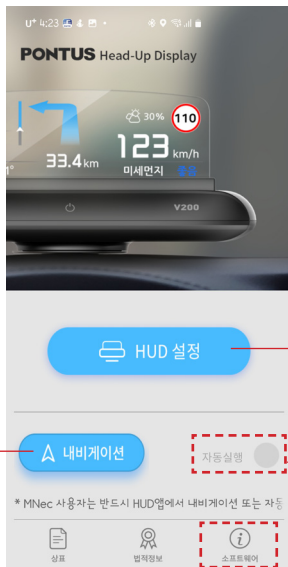 U+ 4:23
PONTUS Head-Up Display
30%
110
33.4 km
123 km/h
1°
미세먼지
V200
HUD 설정
내비게이션
자동실행
* MNec 사용자는 반드시 HUD앱에서 내비게이션 또는 자동
상표
법적정보
소프트웨어